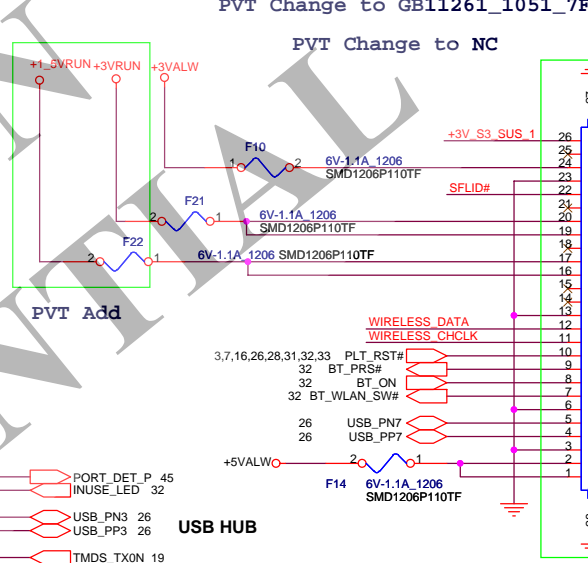 PVT Change to GB11261_1051_7F
PVT Change to NC
+1_5VRUN +3VRUN +3VALW
+3V_S3_SUS_1
F10
1 2 6V-1.1A_1206
SMD1206P110TF
SFLID#
F21
2 1 6V-1.1A_1206
SMD1206P110TF
F22
2 1 6V-1.1A_1206 SMD1206P110TF
PVT Add
WIRELESS_DATA
WIRELESS_CHCLK
3,7,16,26,28,31,32,33 PLT_RST#
32 BT_PRS#
32 BT_ON
32 BT_WLAN_SW#
26 USB_PN7
26 USB_PP7
+5VALW 2 1
F14 6V-1.1A_1206
SMD1206P110TF
26
25
24
23
22
21
20
19
18
17
16
15
14
13
12
11
10
9
8
7
6
5
4
3
2
1
PORT_DET_P 45
INUSE_LED 32
USB_PN3 26
USB_PP3 26
USB HUB
TMDS_TX0N 19
NTIAL